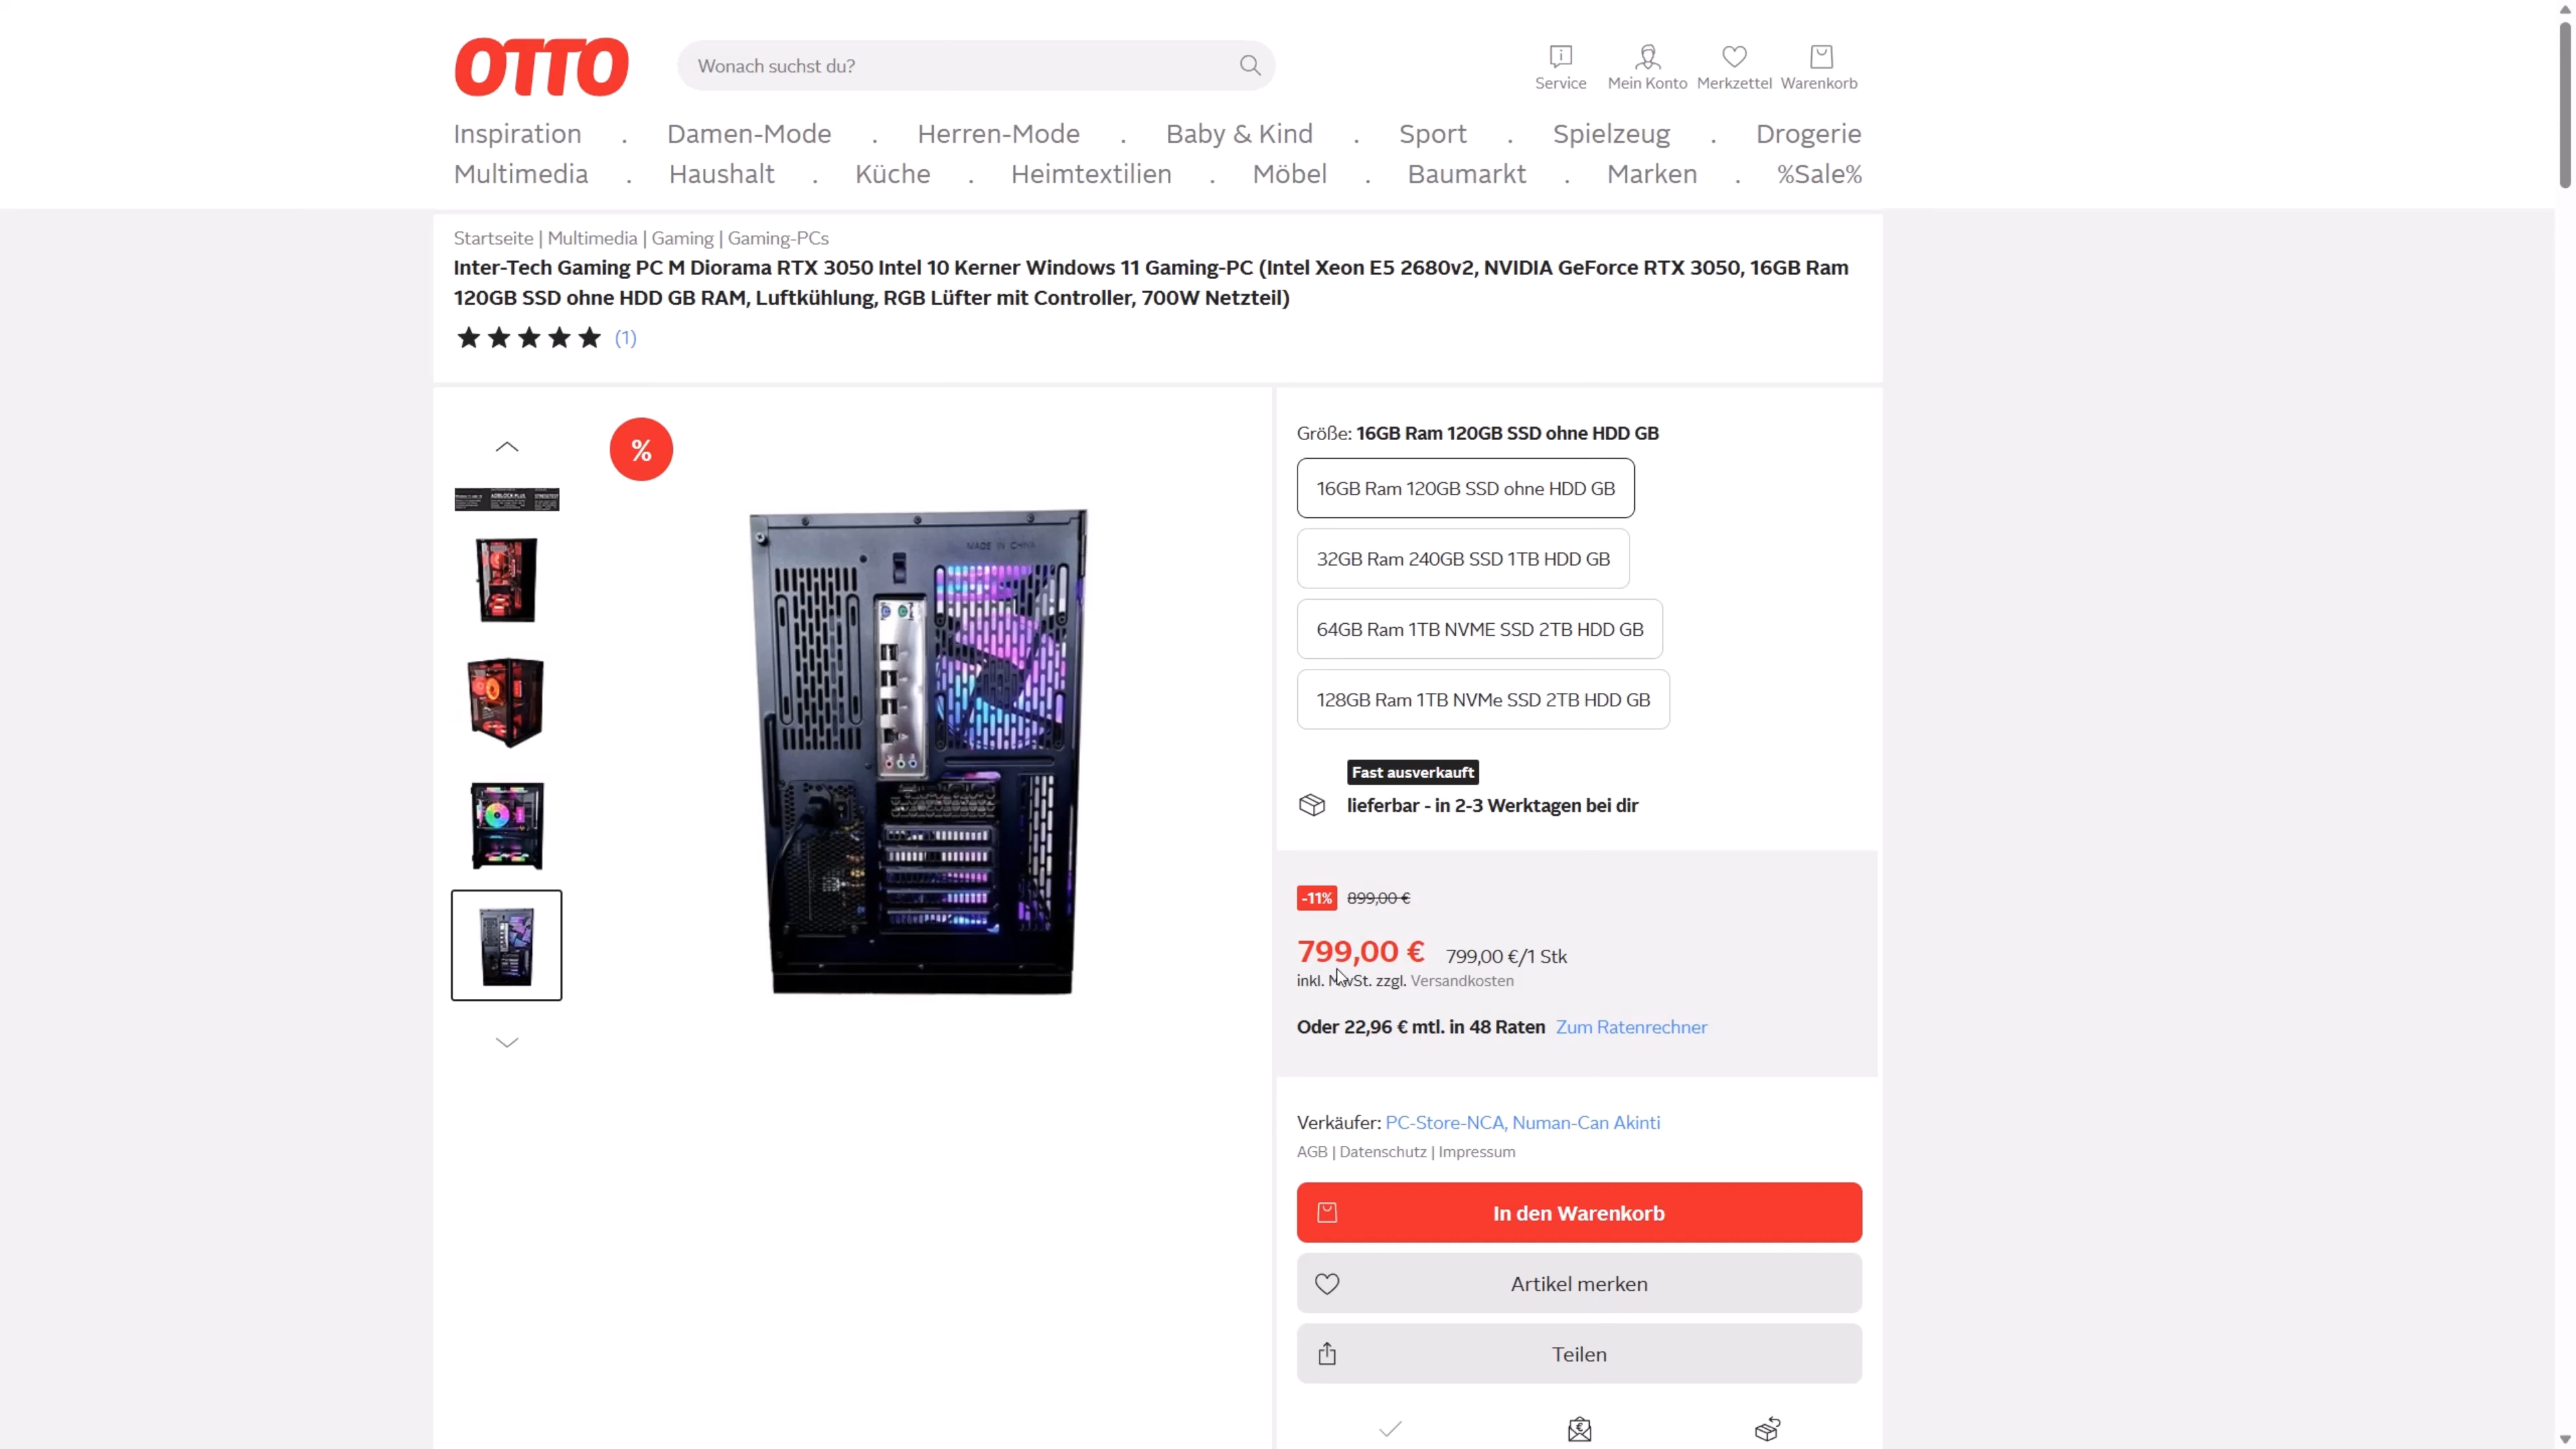 OTTO
Wonach suchst du?
Service
Mein Konto
Merkzettel
Warenkorb
Inspiration . Damen-Mode . Herren-Mode . Baby & Kind . Sport . Spielzeug . Drogerie
Multimedia . Haushalt . Küche . Heimtextilien . Möbel . Baumarkt . Marken . %Sale%
Startseite | Multimedia | Gaming | Gaming-PCs
Inter-Tech Gaming PC M Diorama RTX 3050 Intel 10 Kerner Windows 11 Gaming-PC (Intel Xeon E5 2680v2, NVIDIA GeForce RTX 3050, 16GB Ram
120GB SSD ohne HDD GB RAM, Luftkühlung, RGB Lüfter mit Controller, 700W Netzteil)
(1)
%
ADBLOCK PLUS
MADE IN CHINA
Größe: 16GB Ram 120GB SSD ohne HDD GB
16GB Ram 120GB SSD ohne HDD GB
32GB Ram 240GB SSD 1TB HDD GB
64GB Ram 1TB NVME SSD 2TB HDD GB
128GB Ram 1TB NVMe SSD 2TB HDD GB
Fast ausverkauft
lieferbar - in 2-3 Werktagen bei dir
-11% 899,00 €
799,00 € 799,00 €/1 Stk
inkl. MwSt. zzgl. Versandkosten
Oder 22,96 € mtl. in 48 Raten Zum Ratenrechner
Verkäufer: PC-Store-NCA, Numan-Can Akinti
AGB | Datenschutz | Impressum
In den Warenkorb
Artikel merken
Teilen